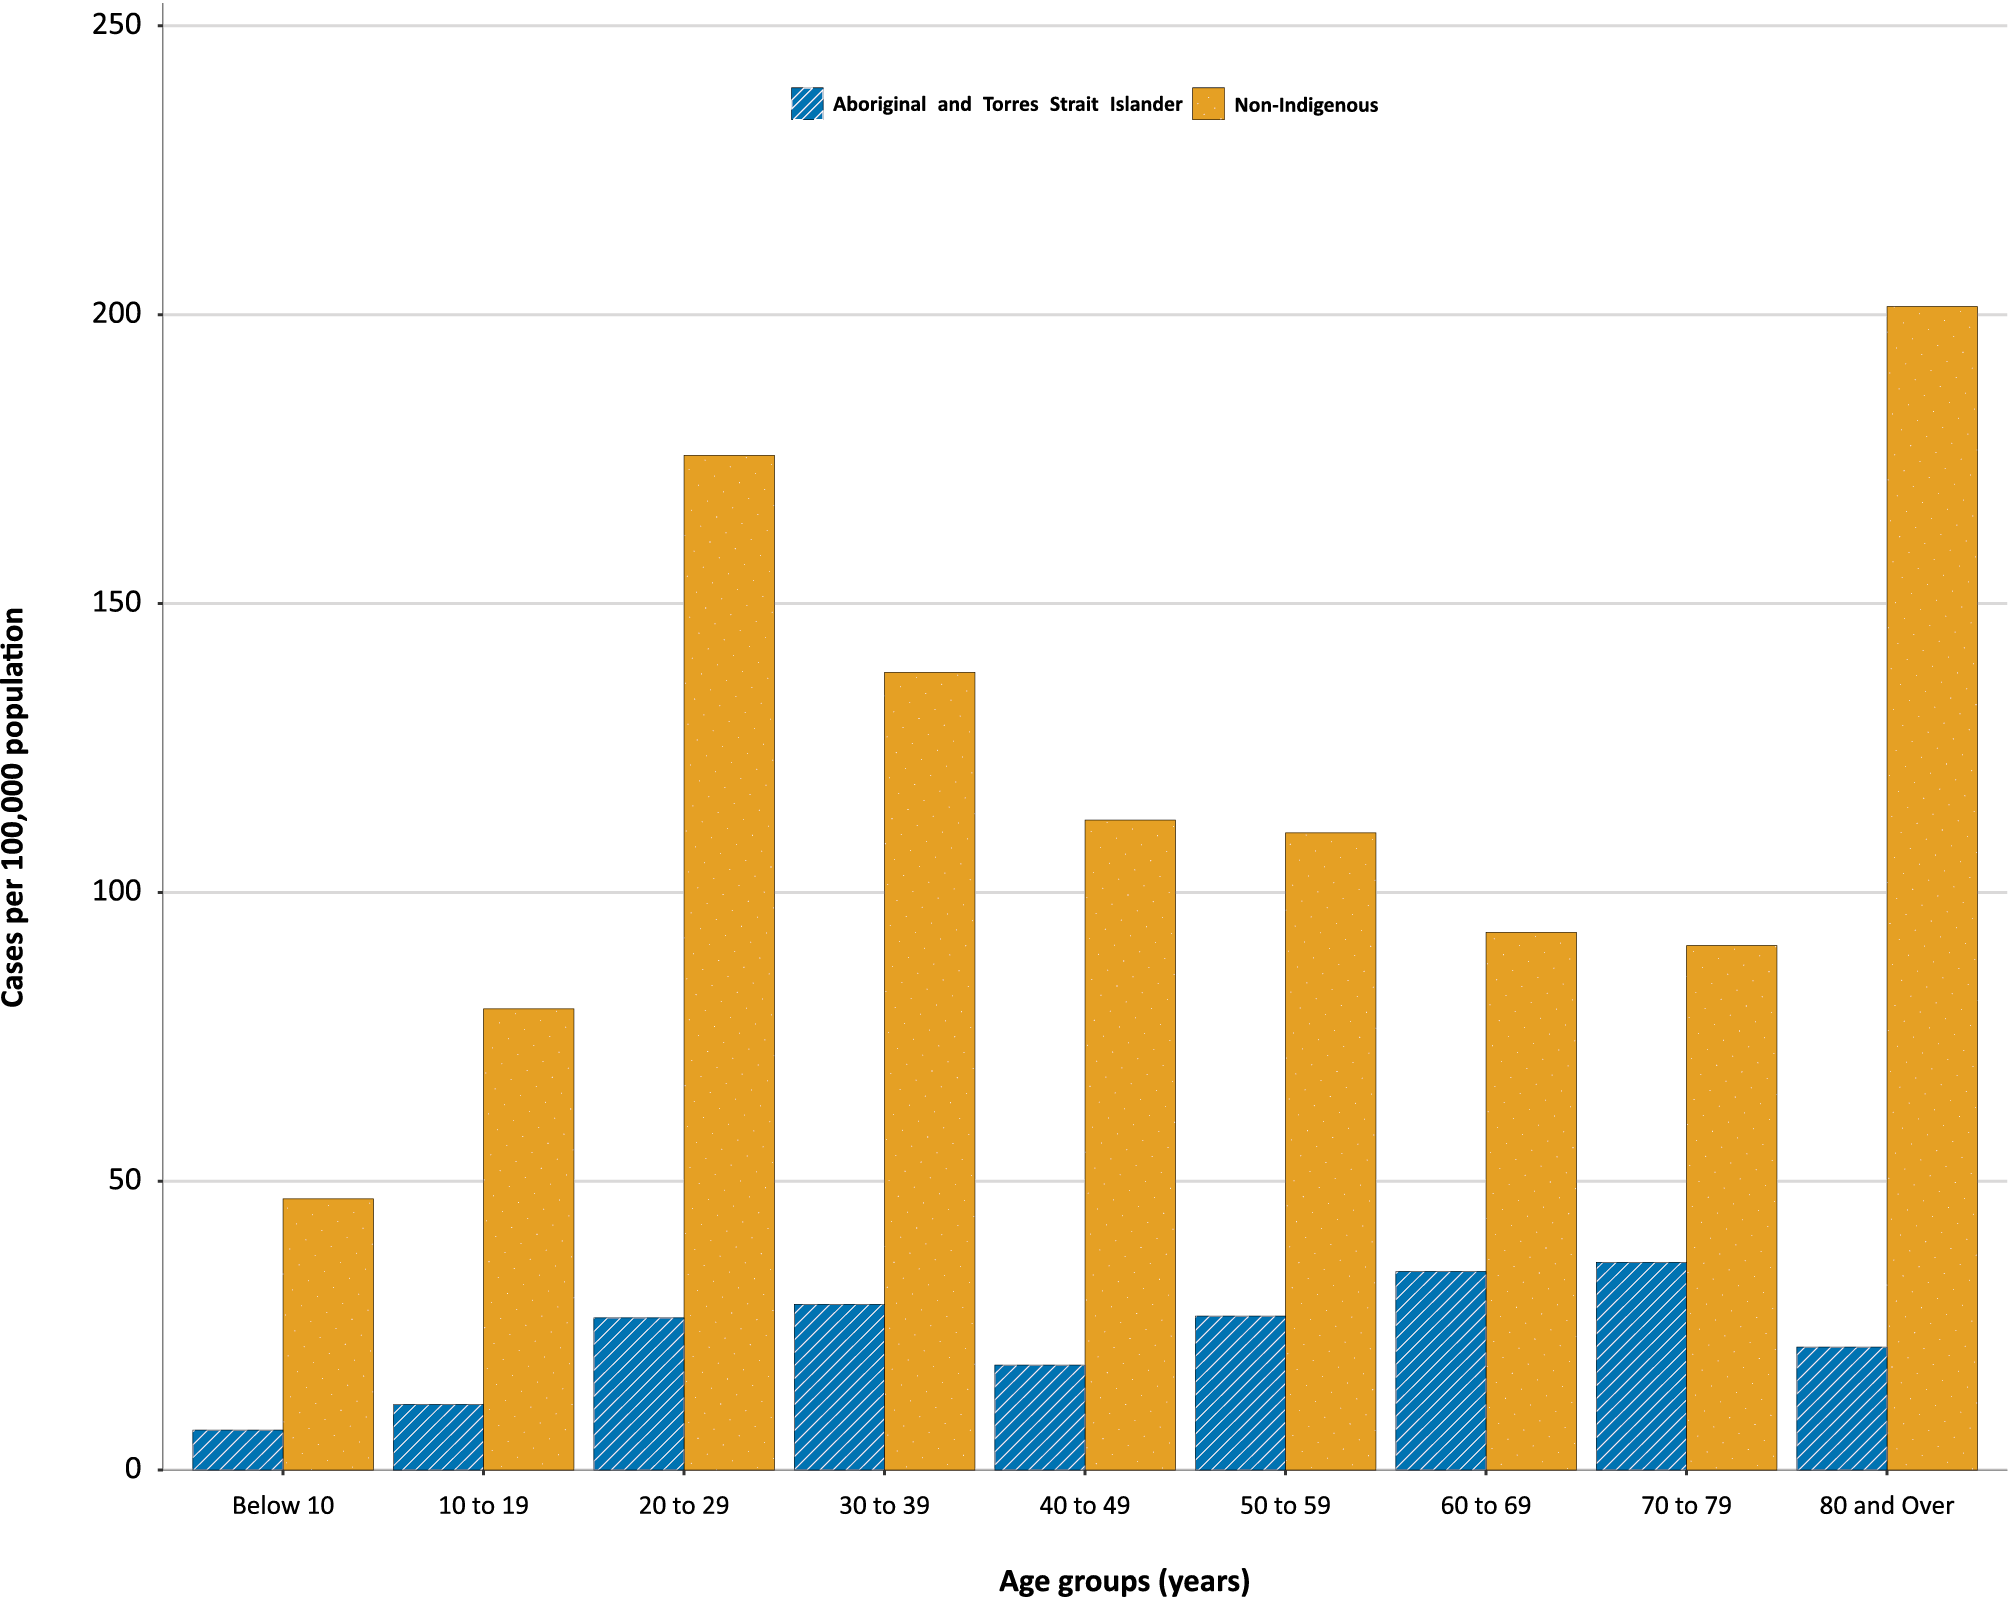 250
Aboriginal and Torres Strait Islander Non-Indigenous
200
150
100
50
0
Cases per 100,000 population
Below 10 10 to 19 20 to 29 30 to 39 40 to 49 50 to 59 60 to 69 70 to 79 80 and Over
Age groups (years)